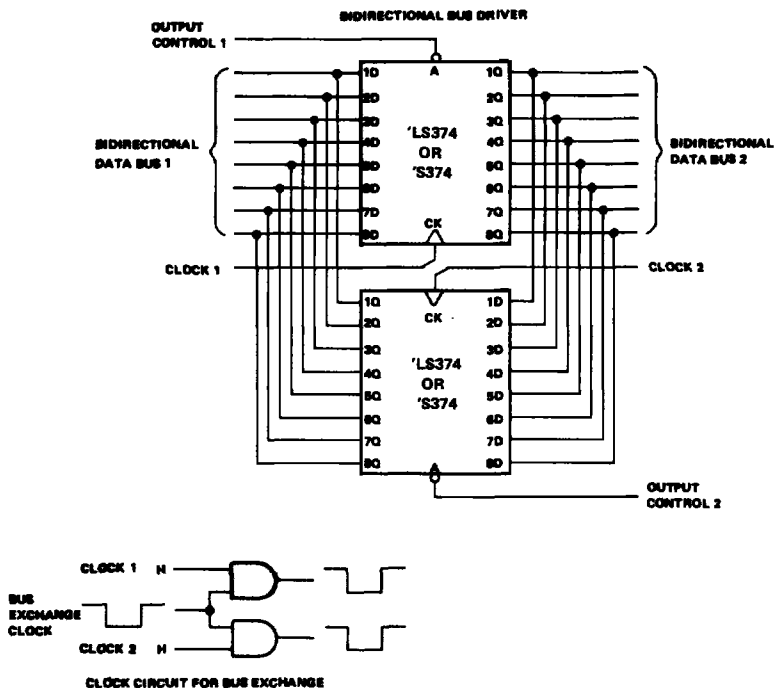 BIDIRECTIONAL BUS DRIVER
OUTPUT
CONTROL 1
A
1D
2D
3D
4D
5D
6D
7D
8D
BIDIRECTIONAL
DATA BUS 1
'LS374
OR
'S374
CK
1Q
2Q
3Q
4Q
5Q
6Q
7Q
8Q
BIDIRECTIONAL
DATA BUS 2
CLOCK 1
CLOCK 2
CK
1Q
2Q
3Q
4Q
5Q
6Q
7Q
8Q
'LS374
OR
'S374
1D
2D
3D
4D
5D
6D
7D
8D
A
OUTPUT
CONTROL 2
CLOCK 1 H
BUS
EXCHANGE
CLOCK
CLOCK 2 H
CLOCK CIRCUIT FOR BUS EXCHANGE